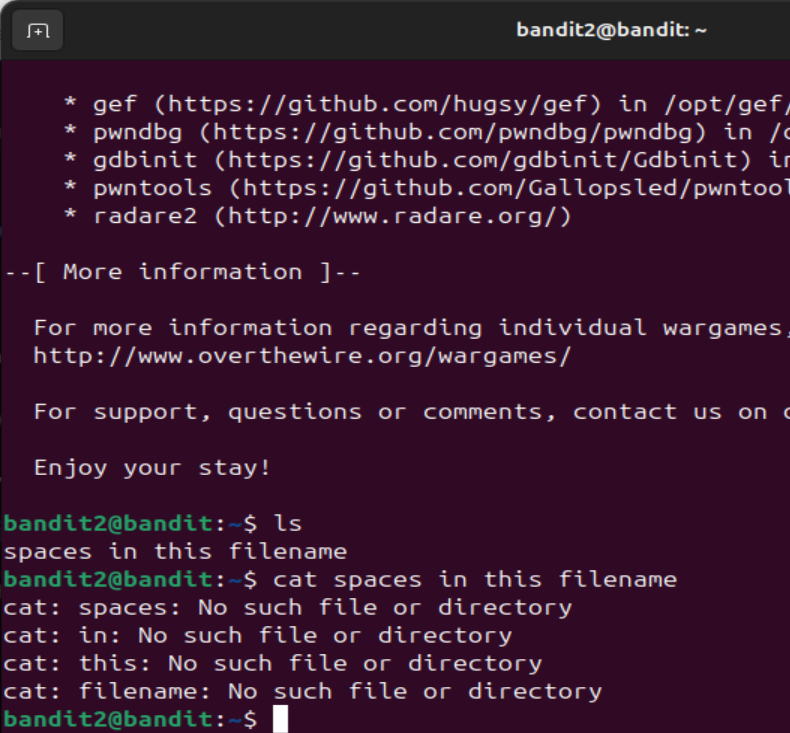 bandit2@bandit: ~
* gef (https://github.com/hugsy/gef) in /opt/gef/
* pwndbg (https://github.com/pwndbg/pwndbg) in /
* gdbinit (https://github.com/gdbinit/Gdbinit) in
* pwntools (https://github.com/Gallopsled/pwntool
* radare2 (http://www.radare.org/)
--[ More information ]--
For more information regarding individual wargames,
http://www.overthewire.org/wargames/
For support, questions or comments, contact us on
Enjoy your stay!
bandit2@bandit:~$ ls
spaces in this filename
bandit2@bandit:~$ cat spaces in this filename
cat: spaces: No such file or directory
cat: in: No such file or directory
cat: this: No such file or directory
cat: filename: No such file or directory
bandit2@bandit:~$